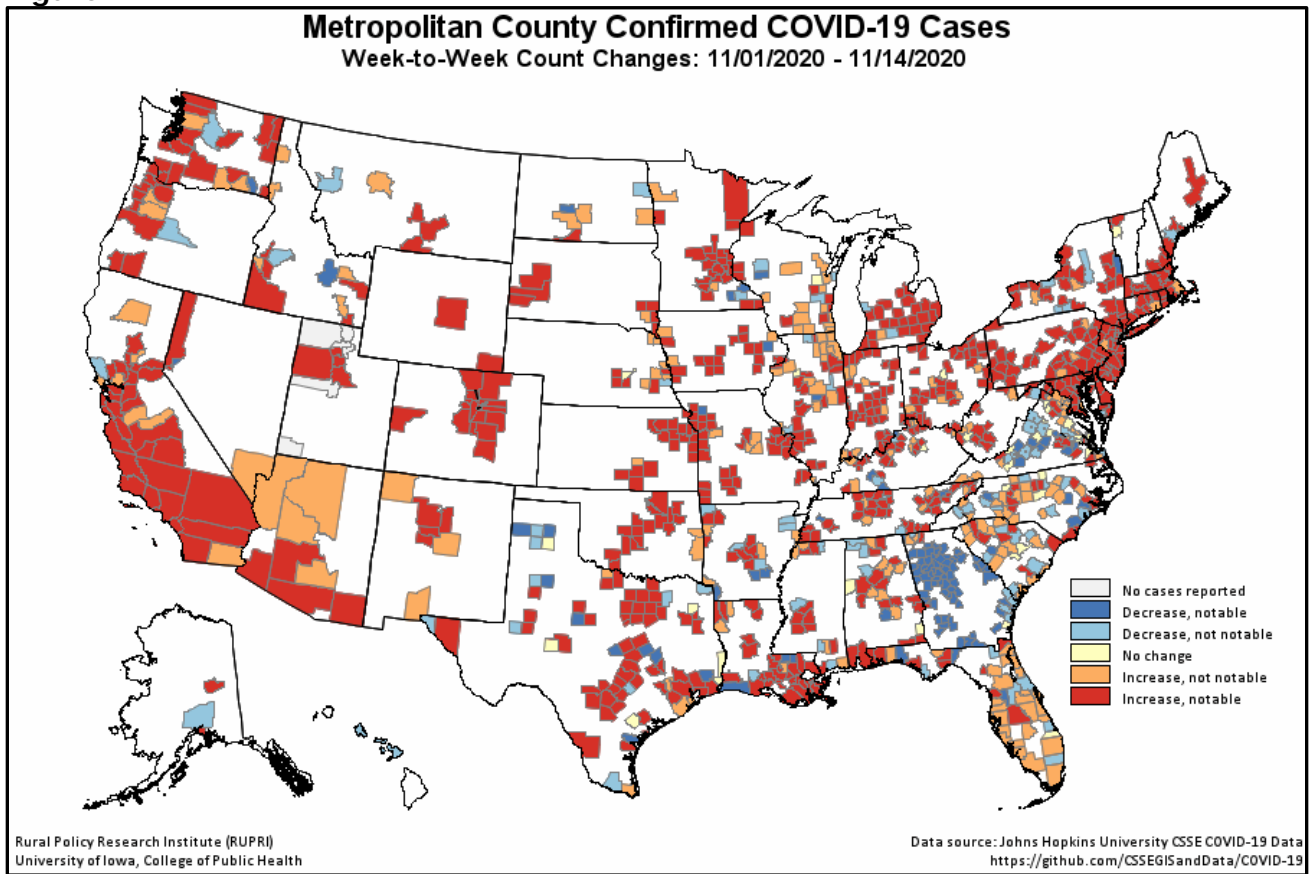 Metropolitan County Confirmed COVID-19 Cases
Week-to-Week Count Changes: 11/01/2020 - 11/14/2020
No cases reported
Decrease, notable
Decrease, not notable
No change
Increase, not notable
Increase, notable
Rural Policy Research Institute (RUPRI)
University of Iowa, College of Public Health
Data source: Johns Hopkins University CSSE COVID-19 Data
https://github.com/CSSEGISandData/COVID-19